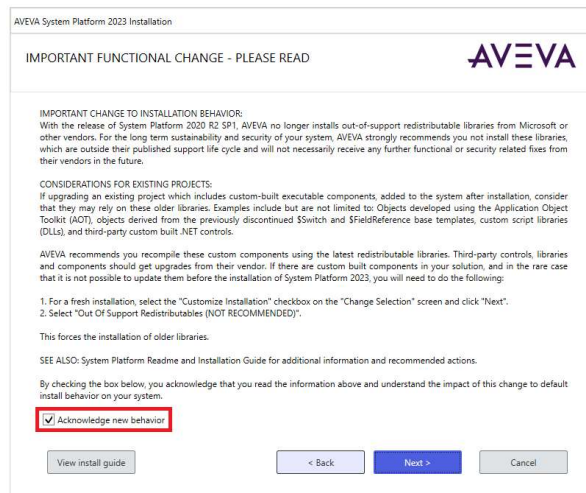 AVEVA System Platform 2023 Installation
IMPORTANT FUNCTIONAL CHANGE - PLEASE READ
AVEVA
IMPORTANT CHANGE TO INSTALLATION BEHAVIOR:
With the release of System Platform 2020 R2 SP1, AVEVA no longer installs out-of-support redistributable libraries from Microsoft or
other vendors. For the long term sustainability and security of your system, AVEVA strongly recommends you not install these libraries,
which are outside their published support life cycle and will not necessarily receive any further functional or security related fixes from
their vendors in the future.
CONSIDERATIONS FOR EXISTING PROJECTS:
If upgrading an existing project which includes custom-built executable components, added to the system after installation, consider
that they may rely on these older libraries. Examples include but are not limited to: Objects developed using the Application Object
Toolkit (AOT), objects derived from the previously discontinued $Switch and $FieldReference base templates, custom script libraries
(DLLs), and third-party custom built .NET controls.
AVEVA recommends you recompile these custom components using the latest redistributable libraries. Third-party controls, libraries
and components should get upgrades from their vendor. If there are custom built components in your solution, and in the rare case
that it is not possible to update them before the installation of System Platform 2023, you will need to do the following:
1. For a fresh installation, select the "Customize Installation" checkbox on the "Change Selection" screen and click "Next".
2. Select "Out Of Support Redistributables (NOT RECOMMENDED)".
This forces the installation of older libraries.
SEE ALSO: System Platform Readme and Installation Guide for additional information and recommended actions.
By checking the box below, you acknowledge that you read the information above and understand the impact of this change to default
install behavior on your system.
Acknowledge new behavior
View install guide
< Back
Next >
Cancel